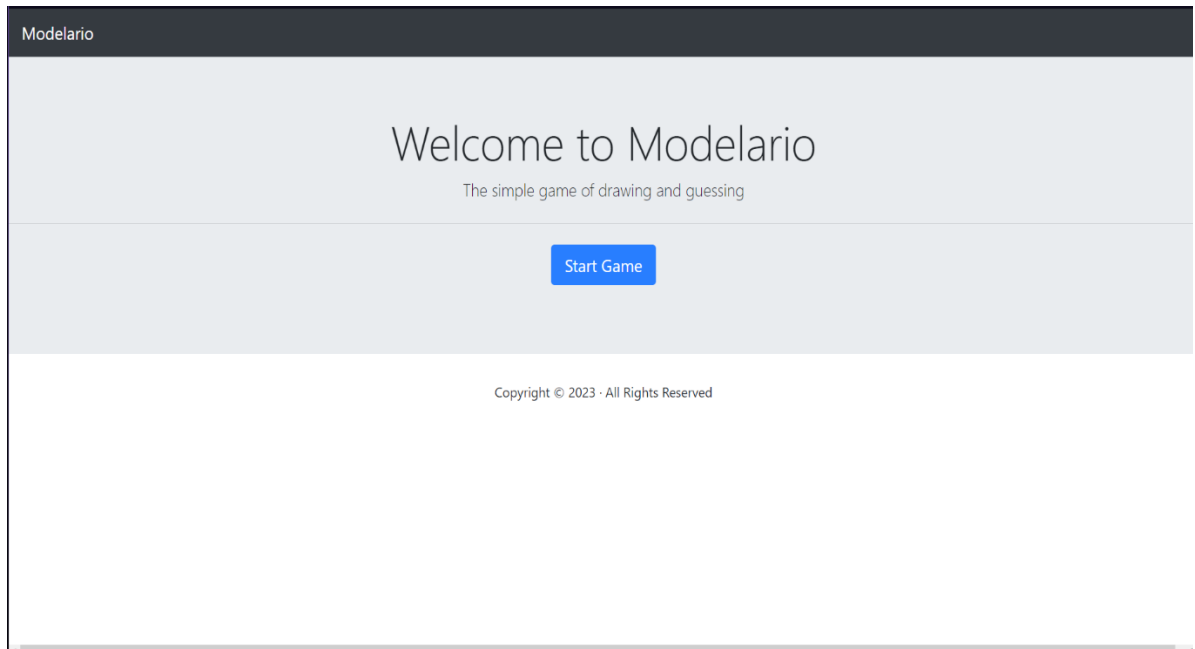 Modelario
Welcome to Modelario
The simple game of drawing and guessing
Start Game
Copyright © 2023 · All Rights Reserved